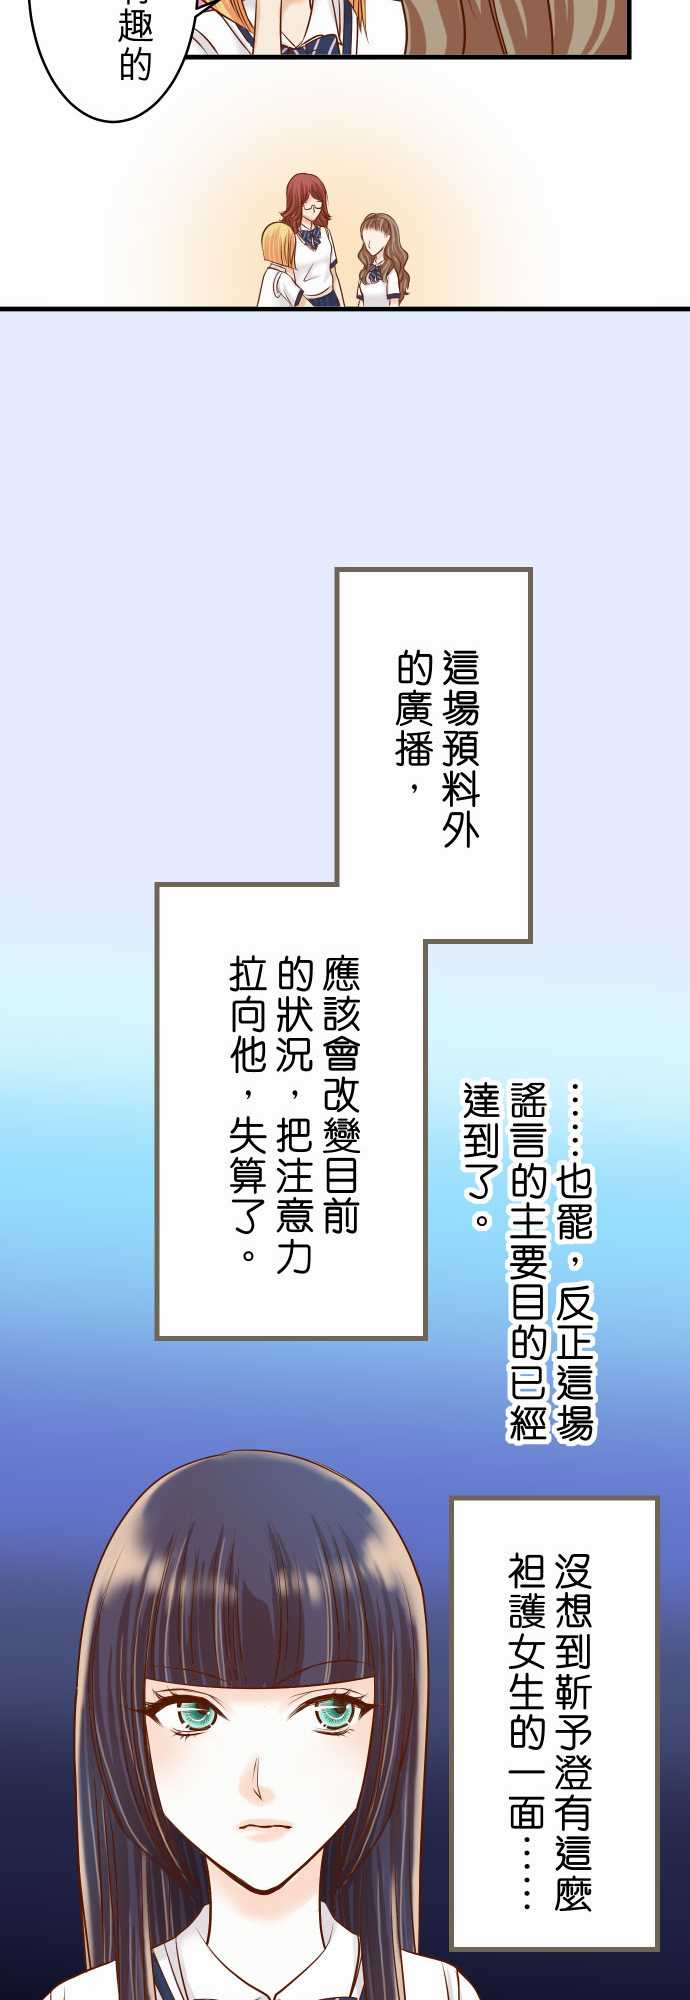 趣的
這場預料外
的廣播，
應該會改變目前
的狀況，把注意力
拉向他，失算了。
……也罷，反正這場
謠言的主要目的已經
達到了。
沒想到靳予澄有這麼
袒護女生的一面……